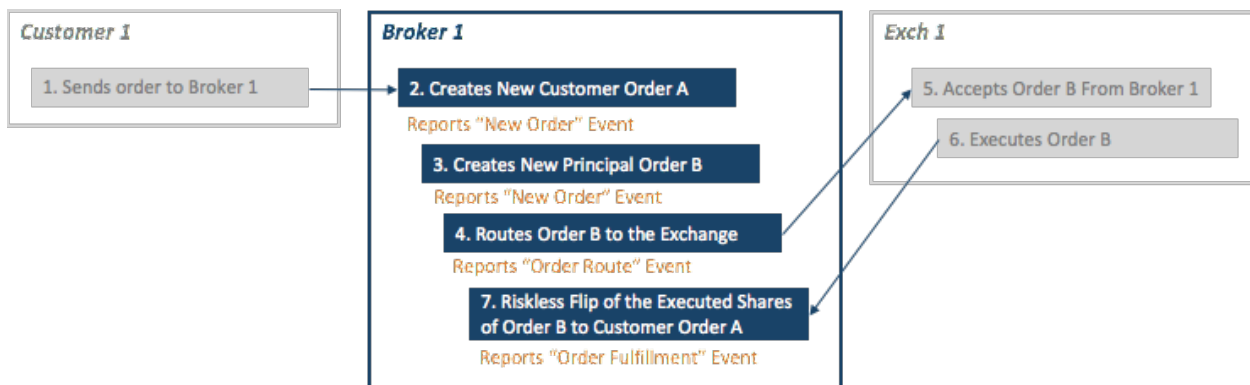 Customer 1
1. Sends order to Broker 1
Broker 1
2. Creates New Customer Order A
Reports "New Order" Event
3. Creates New Principal Order B
Reports "New Order" Event
4. Routes Order B to the Exchange
Reports "Order Route" Event
7. Riskless Flip of the Executed Shares
of Order B to Customer Order A
Reports "Order Fulfillment" Event
Exch 1
5. Accepts Order B From Broker 1
6. Executes Order B